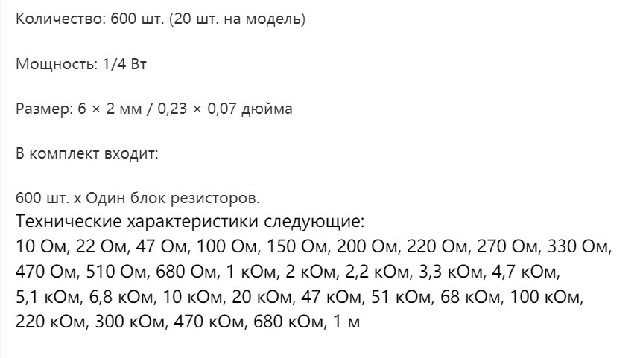 Количество: 600 шт. (20 шт. на модель)
Мощность: 1/4 Вт
Размер: 6 × 2 мм / 0,23 × 0,07 дюйма
В комплект входит:
600 шт. x Один блок резисторов.
Технические характеристики следующие:
10 Ом, 22 Ом, 47 Ом, 100 Ом, 150 Ом, 200 Ом, 220 Ом, 270 Ом, 330 Ом,
470 Ом, 510 Ом, 680 Ом, 1 кОм, 2 кОм, 2,2 кОм, 3,3 кОм, 4,7 кОм,
5,1 кОм, 6,8 кОм, 10 кОм, 20 кОм, 47 кОм, 51 кОм, 68 кОм, 100 кОм,
220 кОм, 300 кОм, 470 кОм, 680 кОм, 1 м